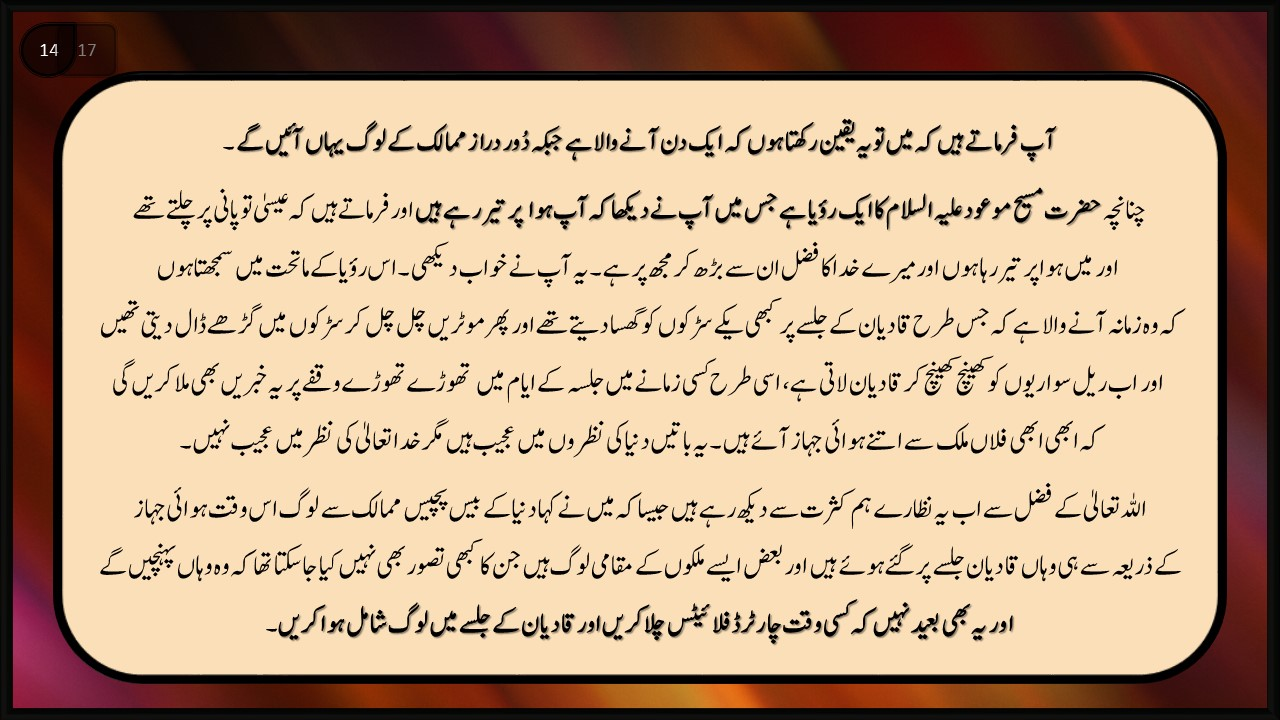 14 17
آپ فرماتے ہیں کہ میں تو یہ یقین رکھتا ہوں کہ ایک دن آنے والا ہے جبکہ دُور دراز ممالک کے لوگ یہاں آئیں گے ۔
چنانچہ حضرت مسیح موعود علیہ السلام کا ایک رؤیا ہے جس میں آپ نے دیکھا کہ آپ ہوا پر تیر رہے ہیں اور فرماتے ہیں کہ عیسیٰ تو پانی پر چلتے تھے
اور میں ہوا پر تیر رہا ہوں اور میرے خدا کا فضل ان سے بڑھ کر مجھ پر ہے۔ یہ آپ نے خواب دیکھی۔ اس رؤیا کے ماتحت میں سمجھتا ہوں
کہ وہ زمانہ آنے والا ہے کہ جس طرح قادیان کے جلسے پر کبھی یکے سڑکوں کو گھسا دیتے تھے اور پھر موٹریں چل چل کر سڑکوں میں گڑھے ڈال دیتی تھیں
اور اب ریل سواریوں کو کھینچ کھینچ کر قادیان لاتی ہے، اسی طرح کسی زمانے میں جلسہ کے ایام میں تھوڑے تھوڑے وقفے پر یہ خبریں بھی ملا کریں گی
کہ ابھی ابھی فلاں ملک سے اتنے ہوائی جہاز آئے ہیں۔ یہ باتیں دنیا کی نظروں میں عجیب ہیں مگر خدا تعالیٰ کی نظر میں عجیب نہیں۔
اللہ تعالیٰ کے فضل سے اب یہ نظارے ہم کثرت سے دیکھ رہے ہیں جیسا کہ میں نے کہا دنیا کے بیس پچیس ممالک سے لوگ اس وقت ہوائی جہاز
کے ذریعہ سے ہی وہاں قادیان جلسے پر گئے ہوئے ہیں اور بعض ایسے ملکوں کے مقامی لوگ ہیں جن کا کبھی تصور بھی نہیں کیا جا سکتا تھا کہ وہ وہاں پہنچیں گے
اور یہ بھی بعید نہیں کہ کسی وقت چارٹرڈ فلائیٹس چلا کریں اور قادیان کے جلسے میں لوگ شامل ہوا کریں۔